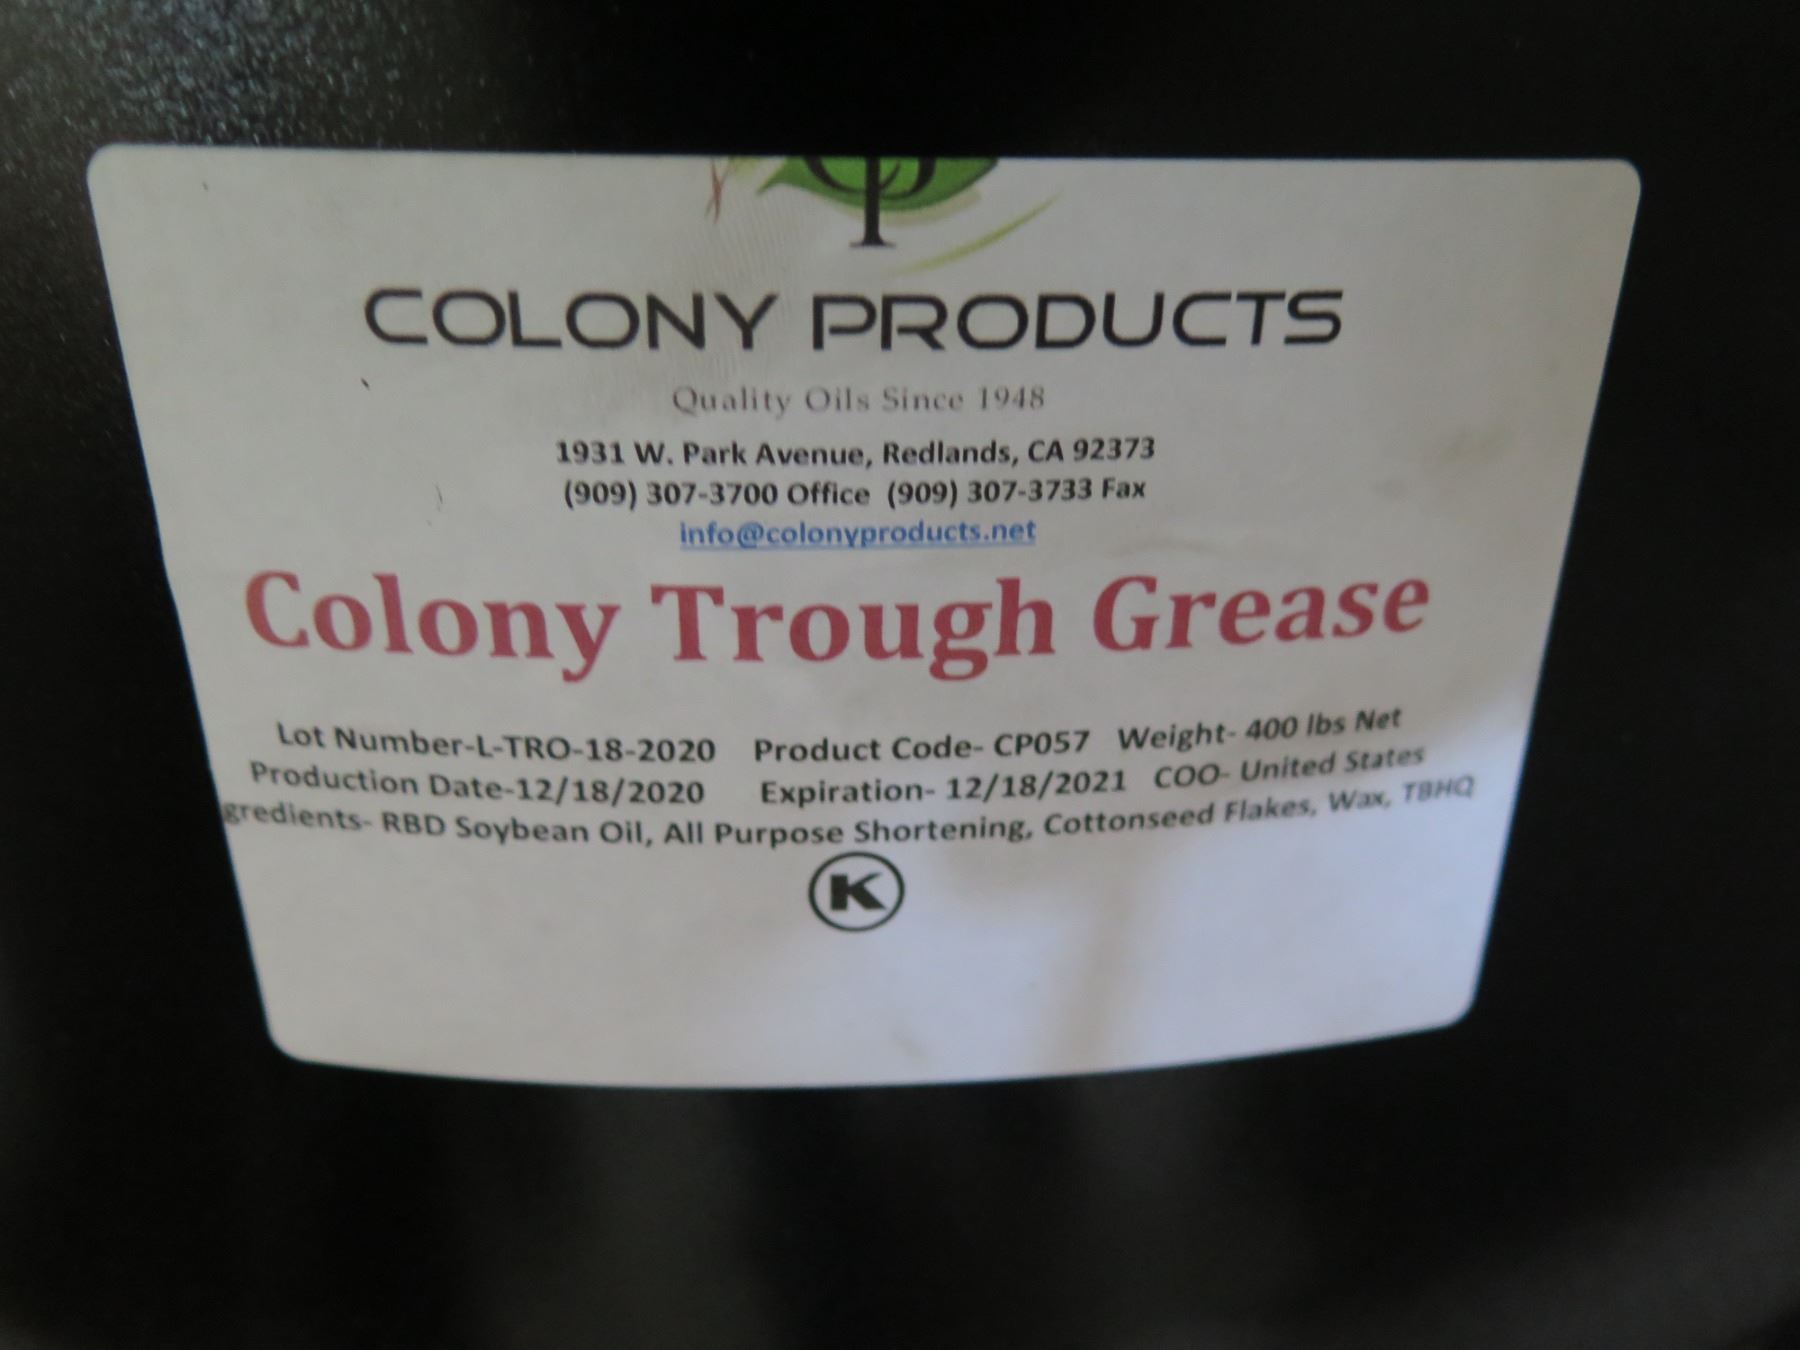 COLONY PRODUCTS
Quality Oils Since 1948
1931 W. Park Avenue, Redlands, CA 92373
(909) 307-3700 Office (909) 307-3733 Fax
info@colonyproducts.net
Colony Trough Grease
Lot Number-L-TRO-18-2020 Product Code- CP057 Weight- 400 lbs Net
Production Date-12/18/2020 Expiration- 12/18/2021 COO- United States
gredients- RBD Soybean Oil, All Purpose Shortening, Cottonseed Flakes, Wax, TBHQ
K